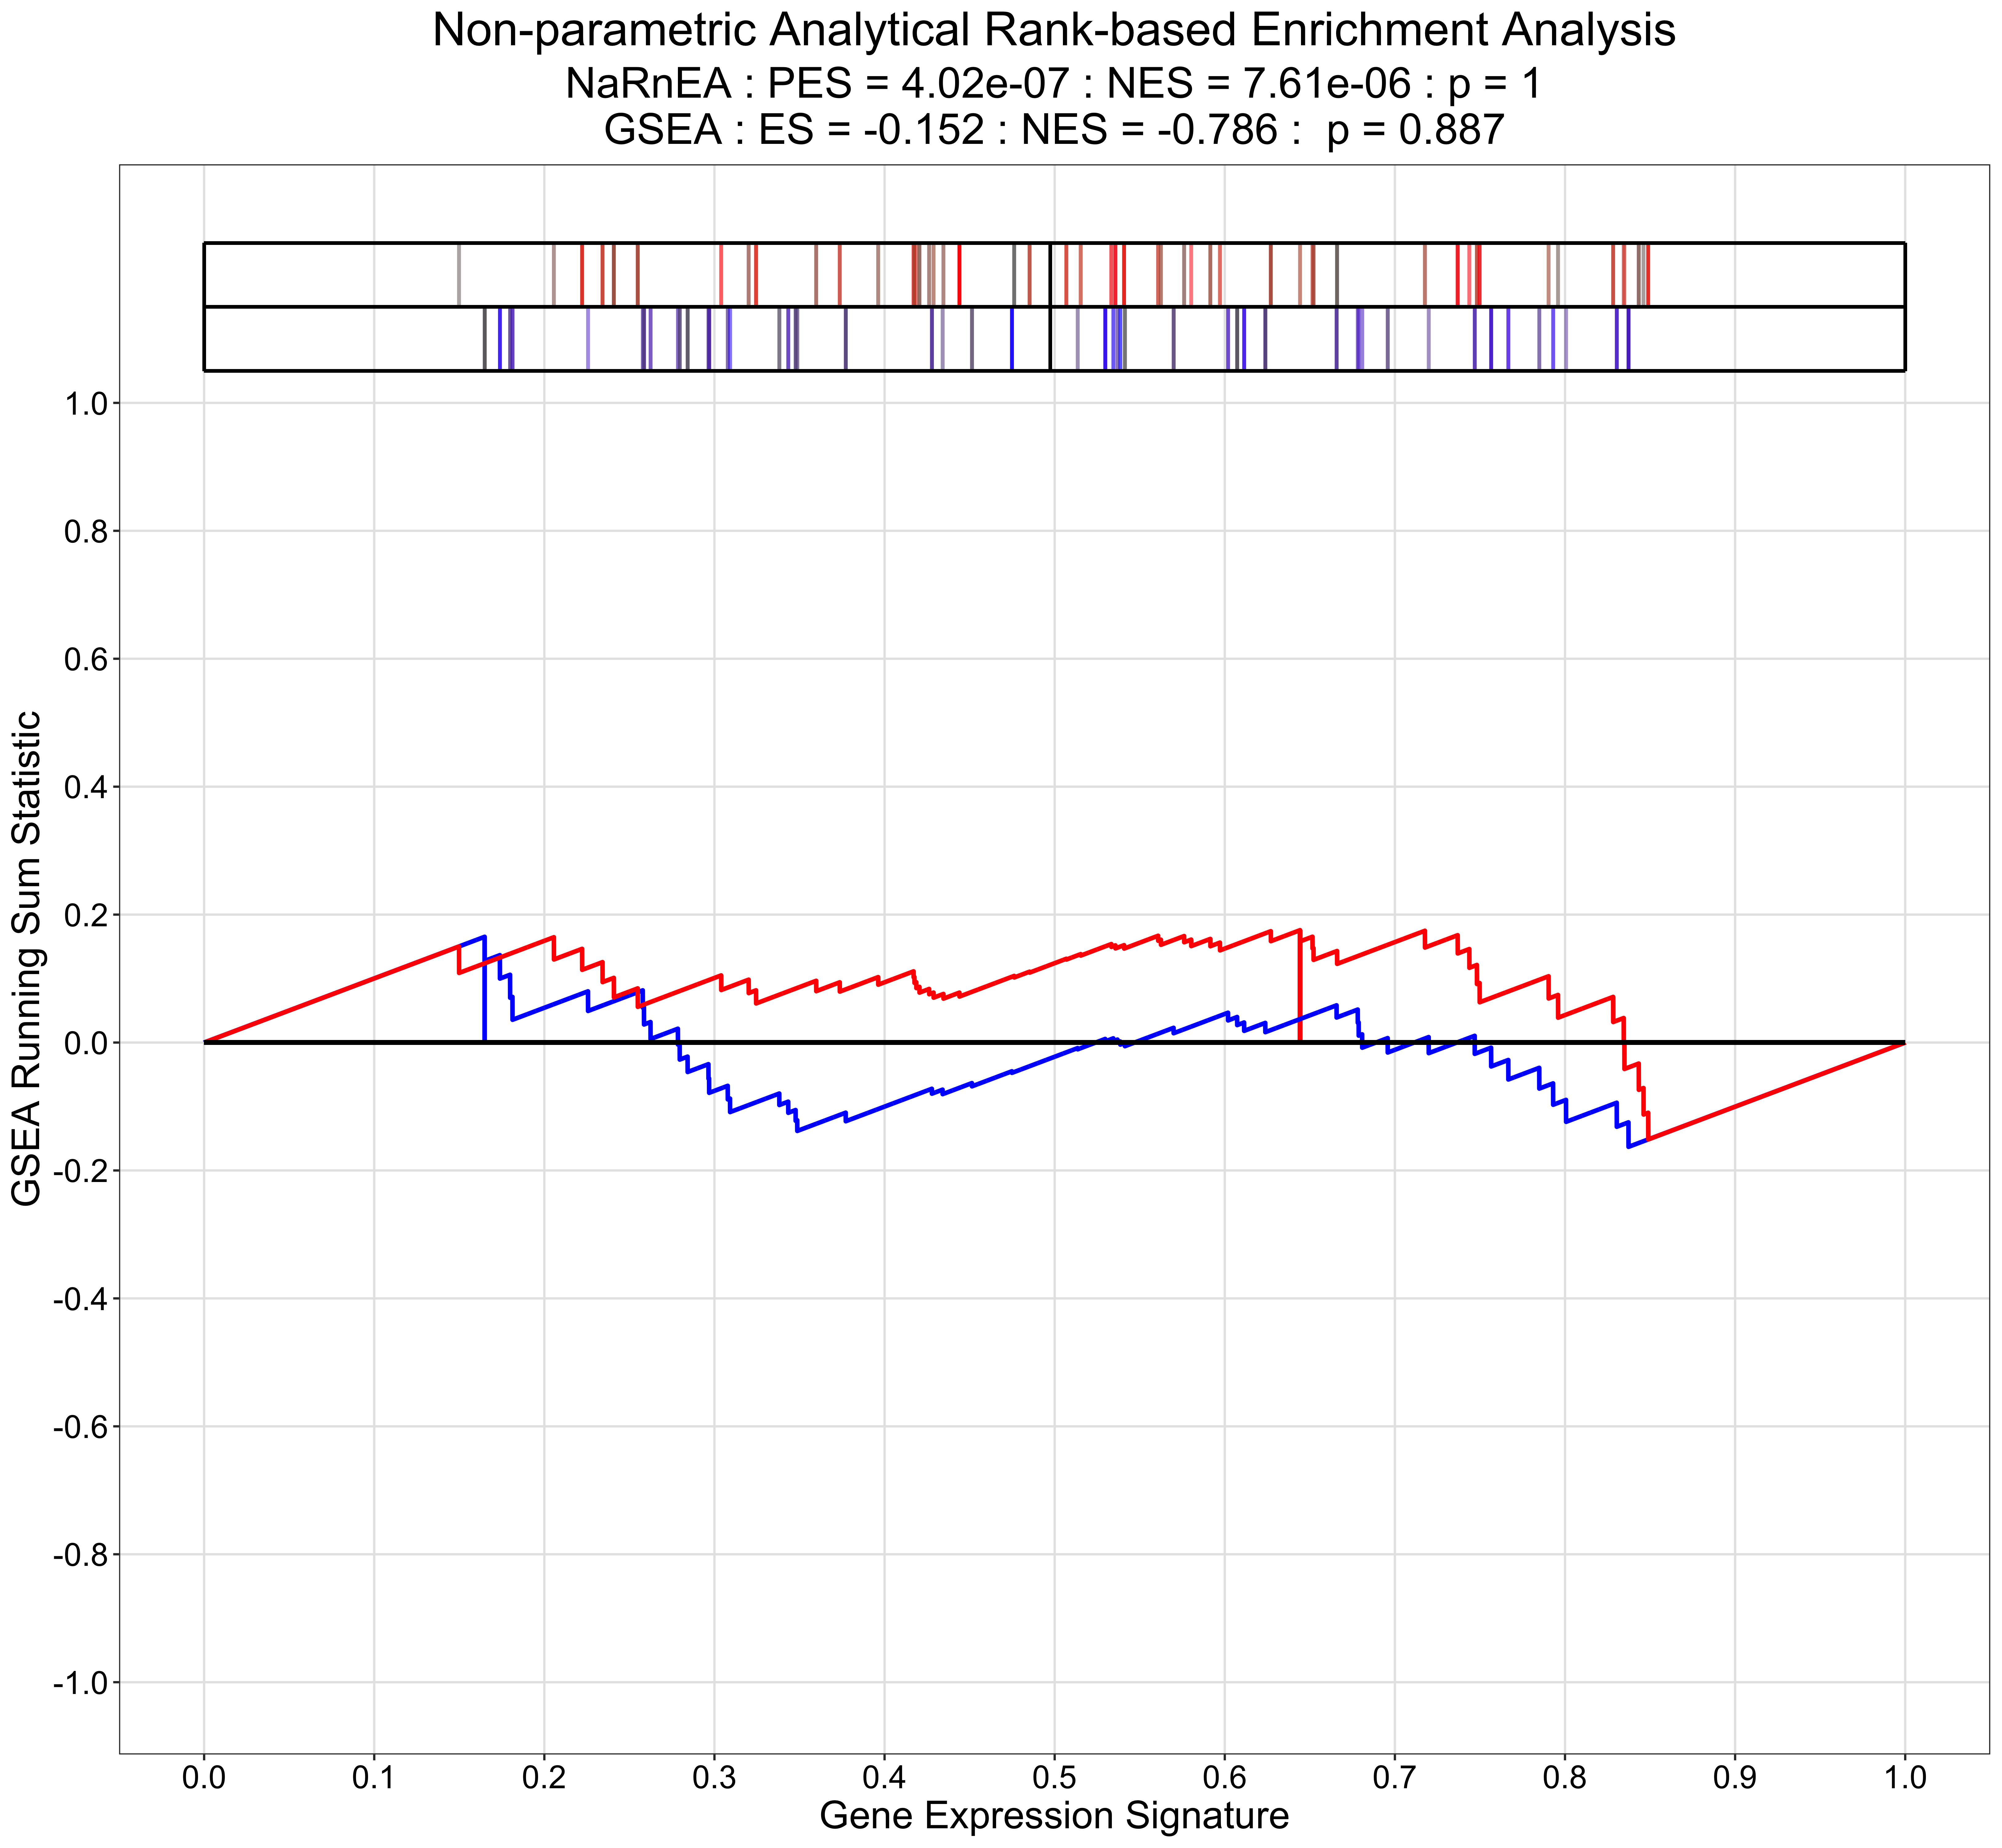 Non-parametric Analytical Rank-based Enrichment Analysis
NaRnEA : PES = 4.02e-07 : NES = 7.61e-06 : p = 1
GSEA : ES = -0.152 : NES = -0.786 :  p = 0.887
1.0
0.8
0.6
0.4
0.2
0.0
-0.2
-0.4
-0.6
-0.8
-1.0
GSEA Running Sum Statistic
0.0 0.1 0.2 0.3 0.4 0.5 0.6 0.7 0.8 0.9 1.0
Gene Expression Signature